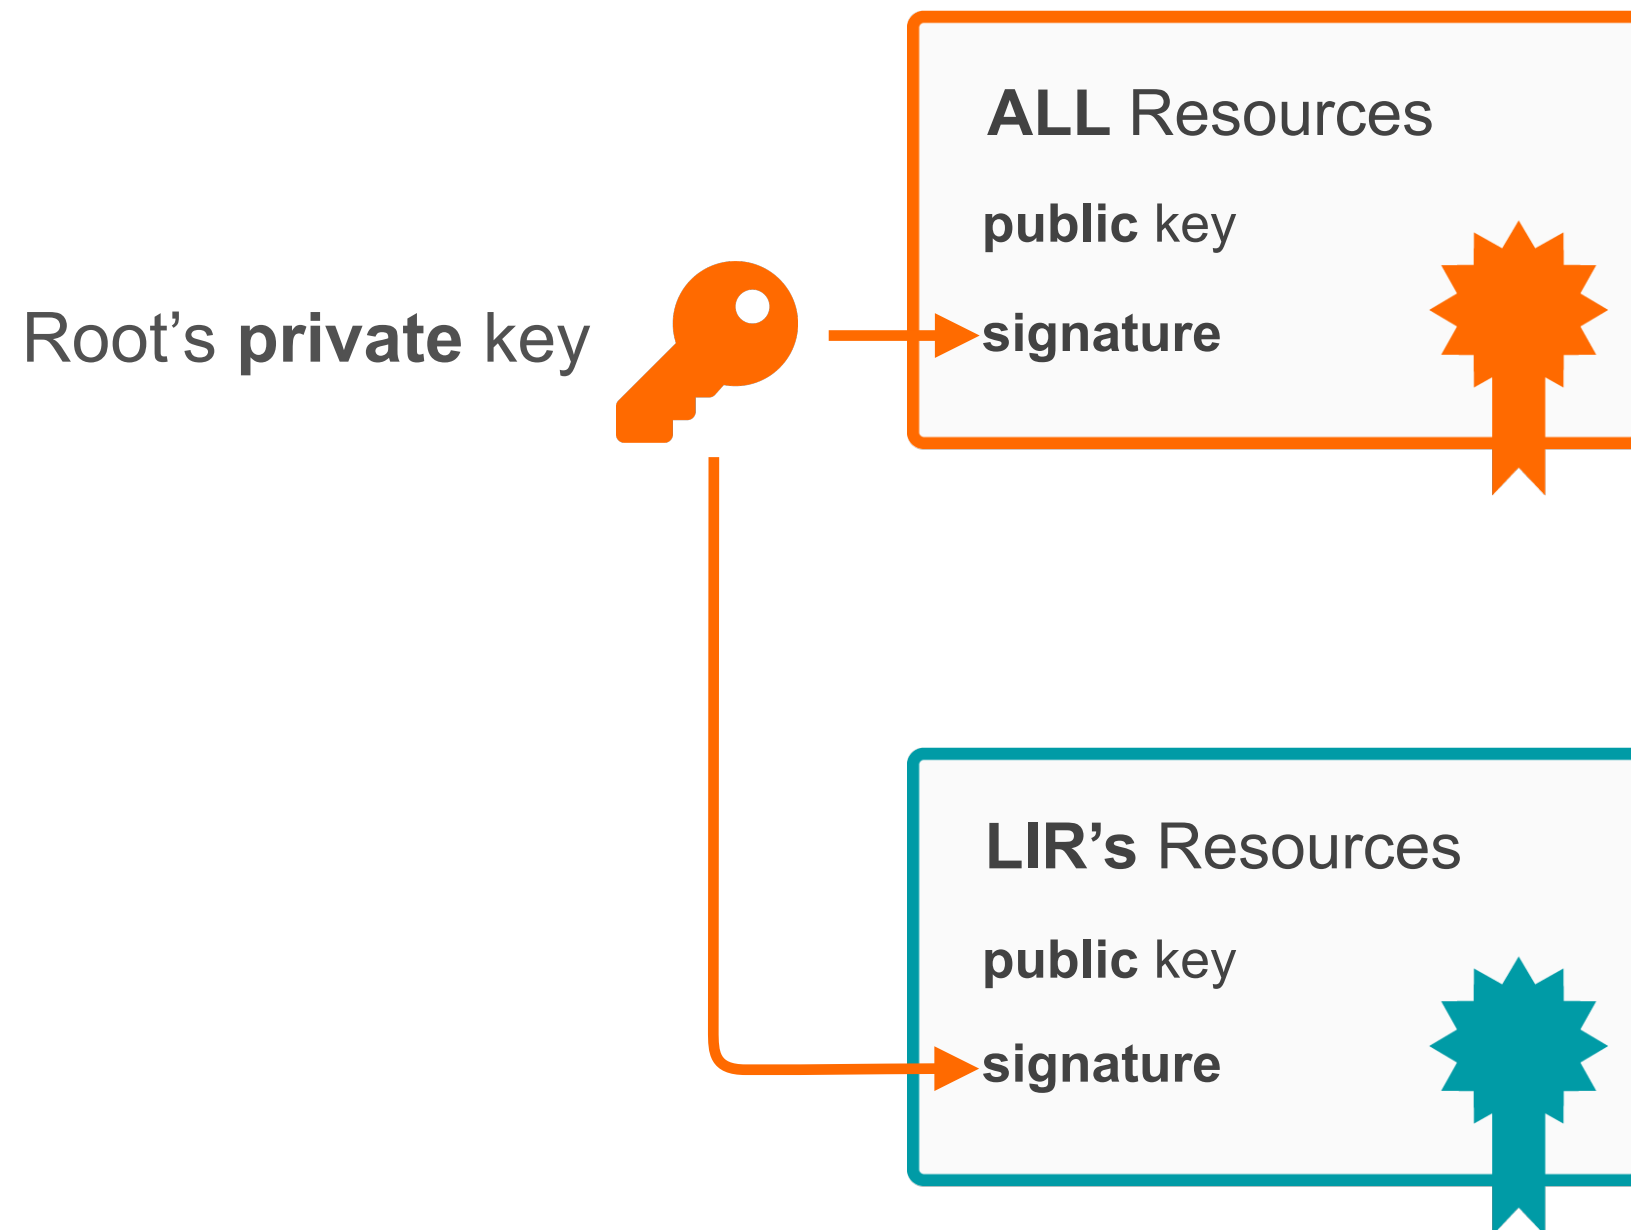 ALL Resources
public key
Root’s private key
signature
LIR’s Resources
public key
signature